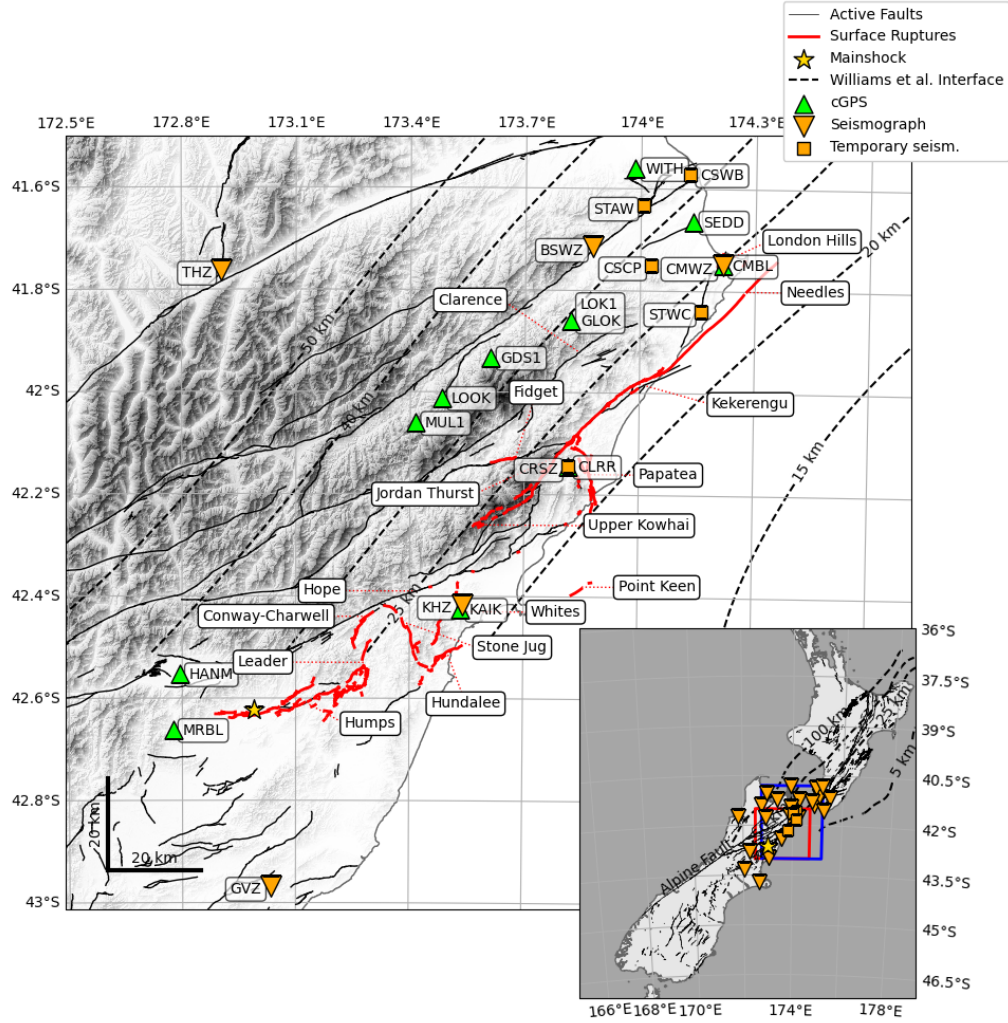 Active Faults
Surface Ruptures
Mainshock
Williams et al. Interface
cGPS
Seismograph
Temporary seism.
172.5°E
172.8°E
173.1°E
173.4°E
173.7°E
174°E
174.3°E
41.6°S
41.8°S
42°S
42.2°S
42.4°S
42.6°S
42.8°S
43°S
WITH
CSWB
STAW
SEDD
BSWZ
London Hills
20 km
THZ
CSCP
CMWZ
CMBL
Needles
Clarence
LOK1
GLOK
STWC
50 km
GDS1
Fidget
LOOK
40 km
Kekerengu
MUL1
15 km
CRSZ
CLRR
Papatea
Jordan Thurst
Upper Kowhai
Hope
Point Keen
25 km
Conway-Charwell
KHZ
KAIK
Whites
Stone Jug
Leader
HANM
Hundalee
Humps
MRBL
20 km
20 km
GVZ
36°S
37.5°S
39°S
40.5°S
42°S
43.5°S
45°S
46.5°S
100 km
25 km
5 km
Alpine Fault
166°E
168°E
170°E
174°E
178°E